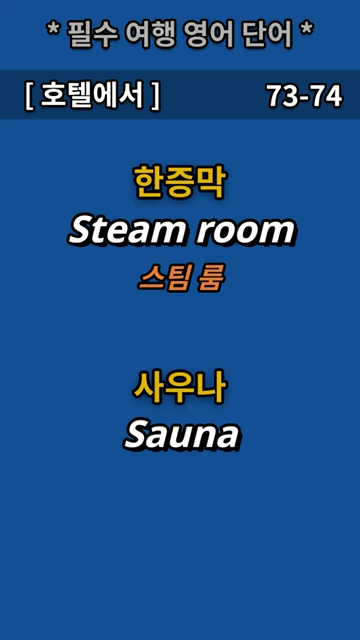 * 필수 여행 영어 단어 *
[ 호텔에서 ] 73-74
한증막
Steam room
스팀 룸
사우나
Sauna